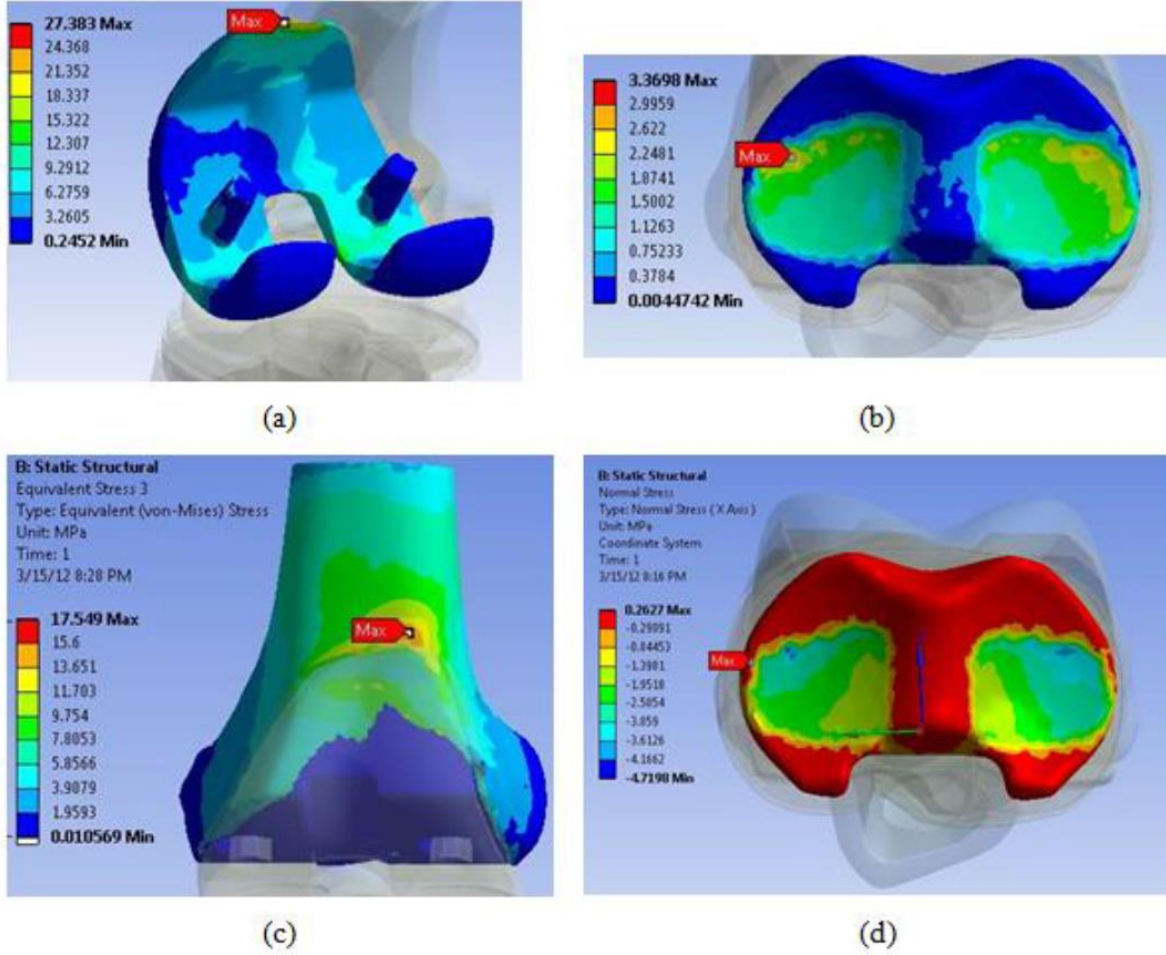 27.383 Max
24.368
21.352
18.337
15.322
12.307
9.2912
6.2759
3.2605
0.2452 Min
Max
(a)
3.3698 Max
2.9959
2.622
2.2481
1.8741
1.5002
1.1263
0.75233
0.3784
0.0044742 Min
Max
(b)
B: Static Structural
Equivalent Stress 3
Type: Equivalent (von-Mises) Stress
Unit: MPa
Time: 1
3/15/12 8:28 PM
17.549 Max
15.6
13.651
11.703
9.754
7.8053
5.8566
3.9079
1.9593
0.010569 Min
Max
(c)
B: Static Structural
Normal Stress
Type: Normal Stress ( X Axis )
Unit: MPa
Coordinate System
Time: 1
3/15/12 8:16 PM
0.2627 Max
-0.29091
-0.84453
-1.3981
-1.9518
-2.5054
-3.059
-3.6126
-4.1662
-4.7198 Min
Max
(d)